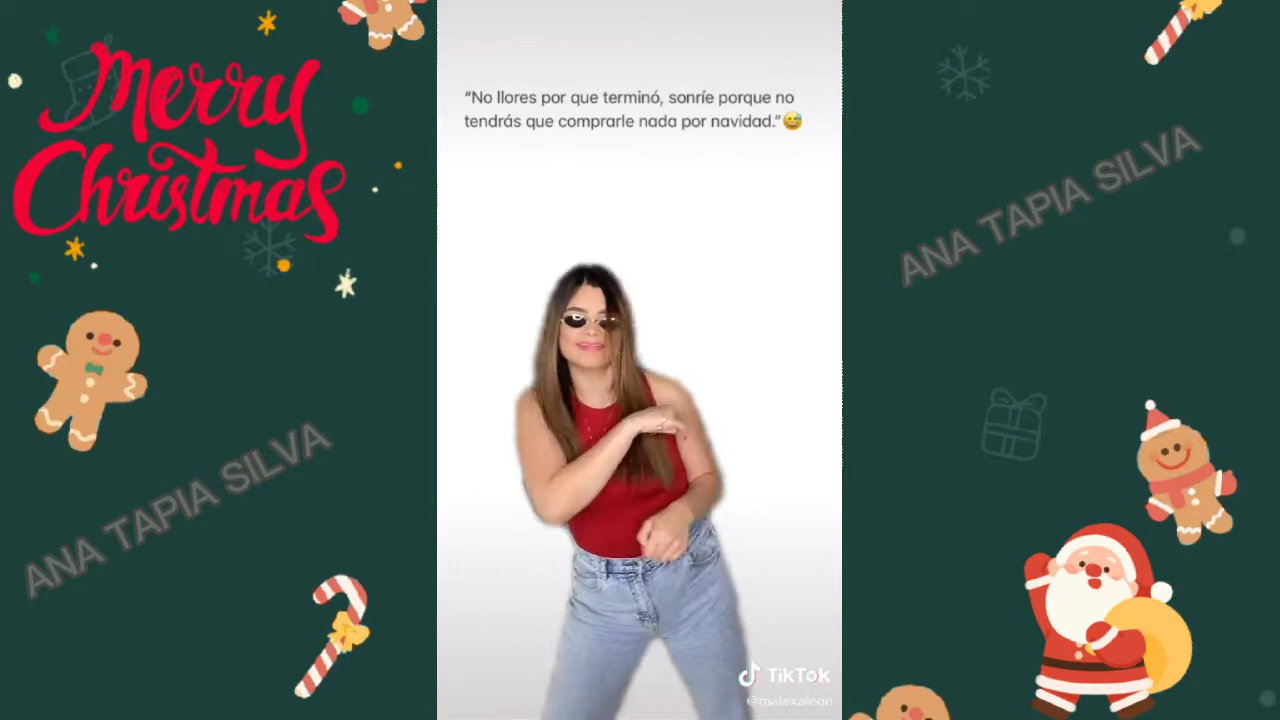 Merry
Christmas
ANA TAPIA SILVA
“No llores por que terminó, sonríe porque no
tendrás que comprarle nada por navidad.”😅
TikTok
@malexaleon
ANA TAPIA SILVA